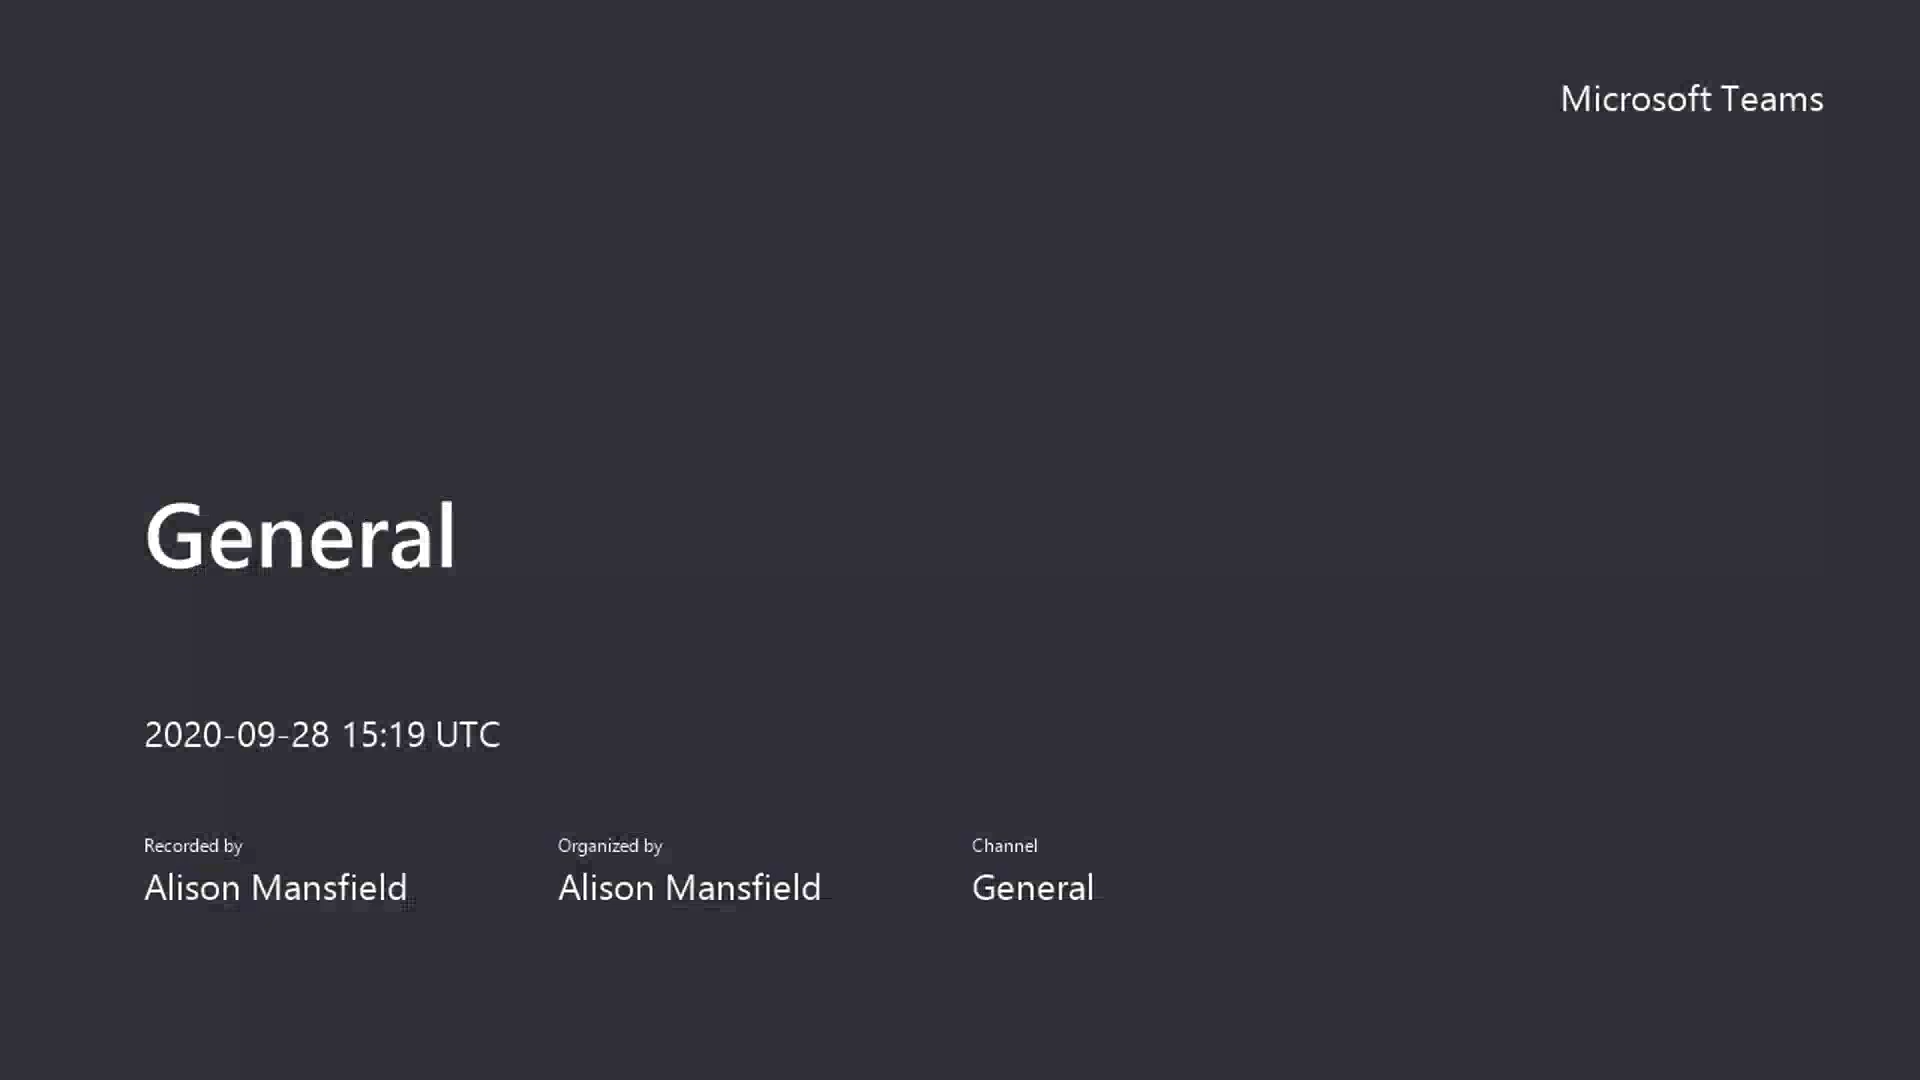 Microsoft Teams
General
2020-09-28 15:19 UTC
Recorded by
Alison Mansfield
Organized by
Alison Mansfield
Channel
General